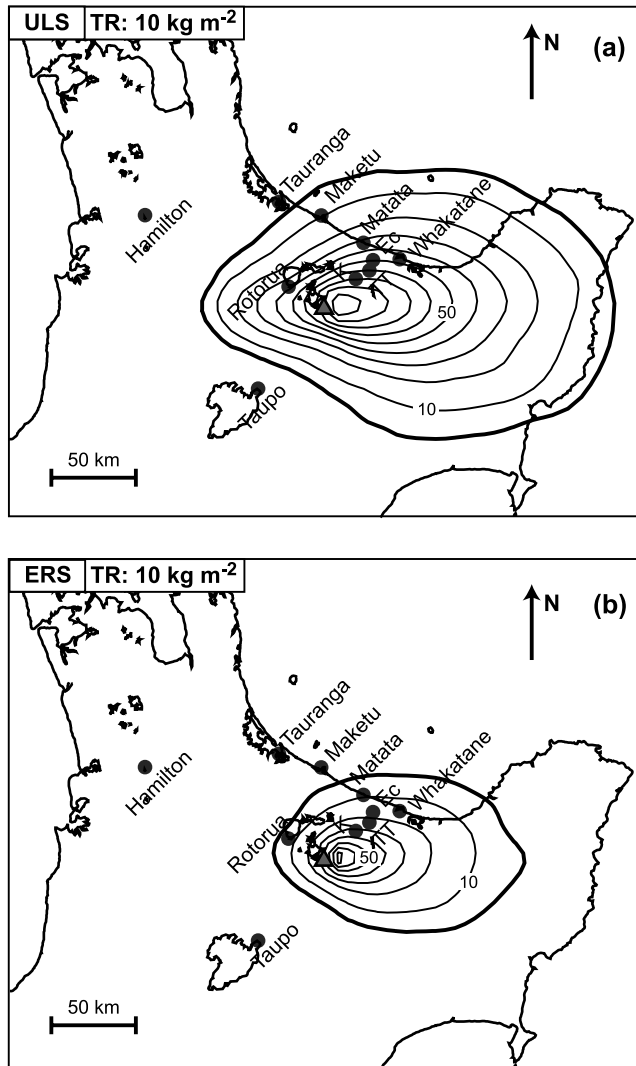 ULS TR: 10 kg m-2
(a)
N
Tauranga
Maketu
Matata
Ec
Whakatane
Hamilton
Rotorua
K
50
10
Taupo
50 km
ERS TR: 10 kg m-2
(b)
N
Tauranga
Maketu
Matata
Ec
Whakatane
Hamilton
Rotorua
K
50
10
Taupo
50 km